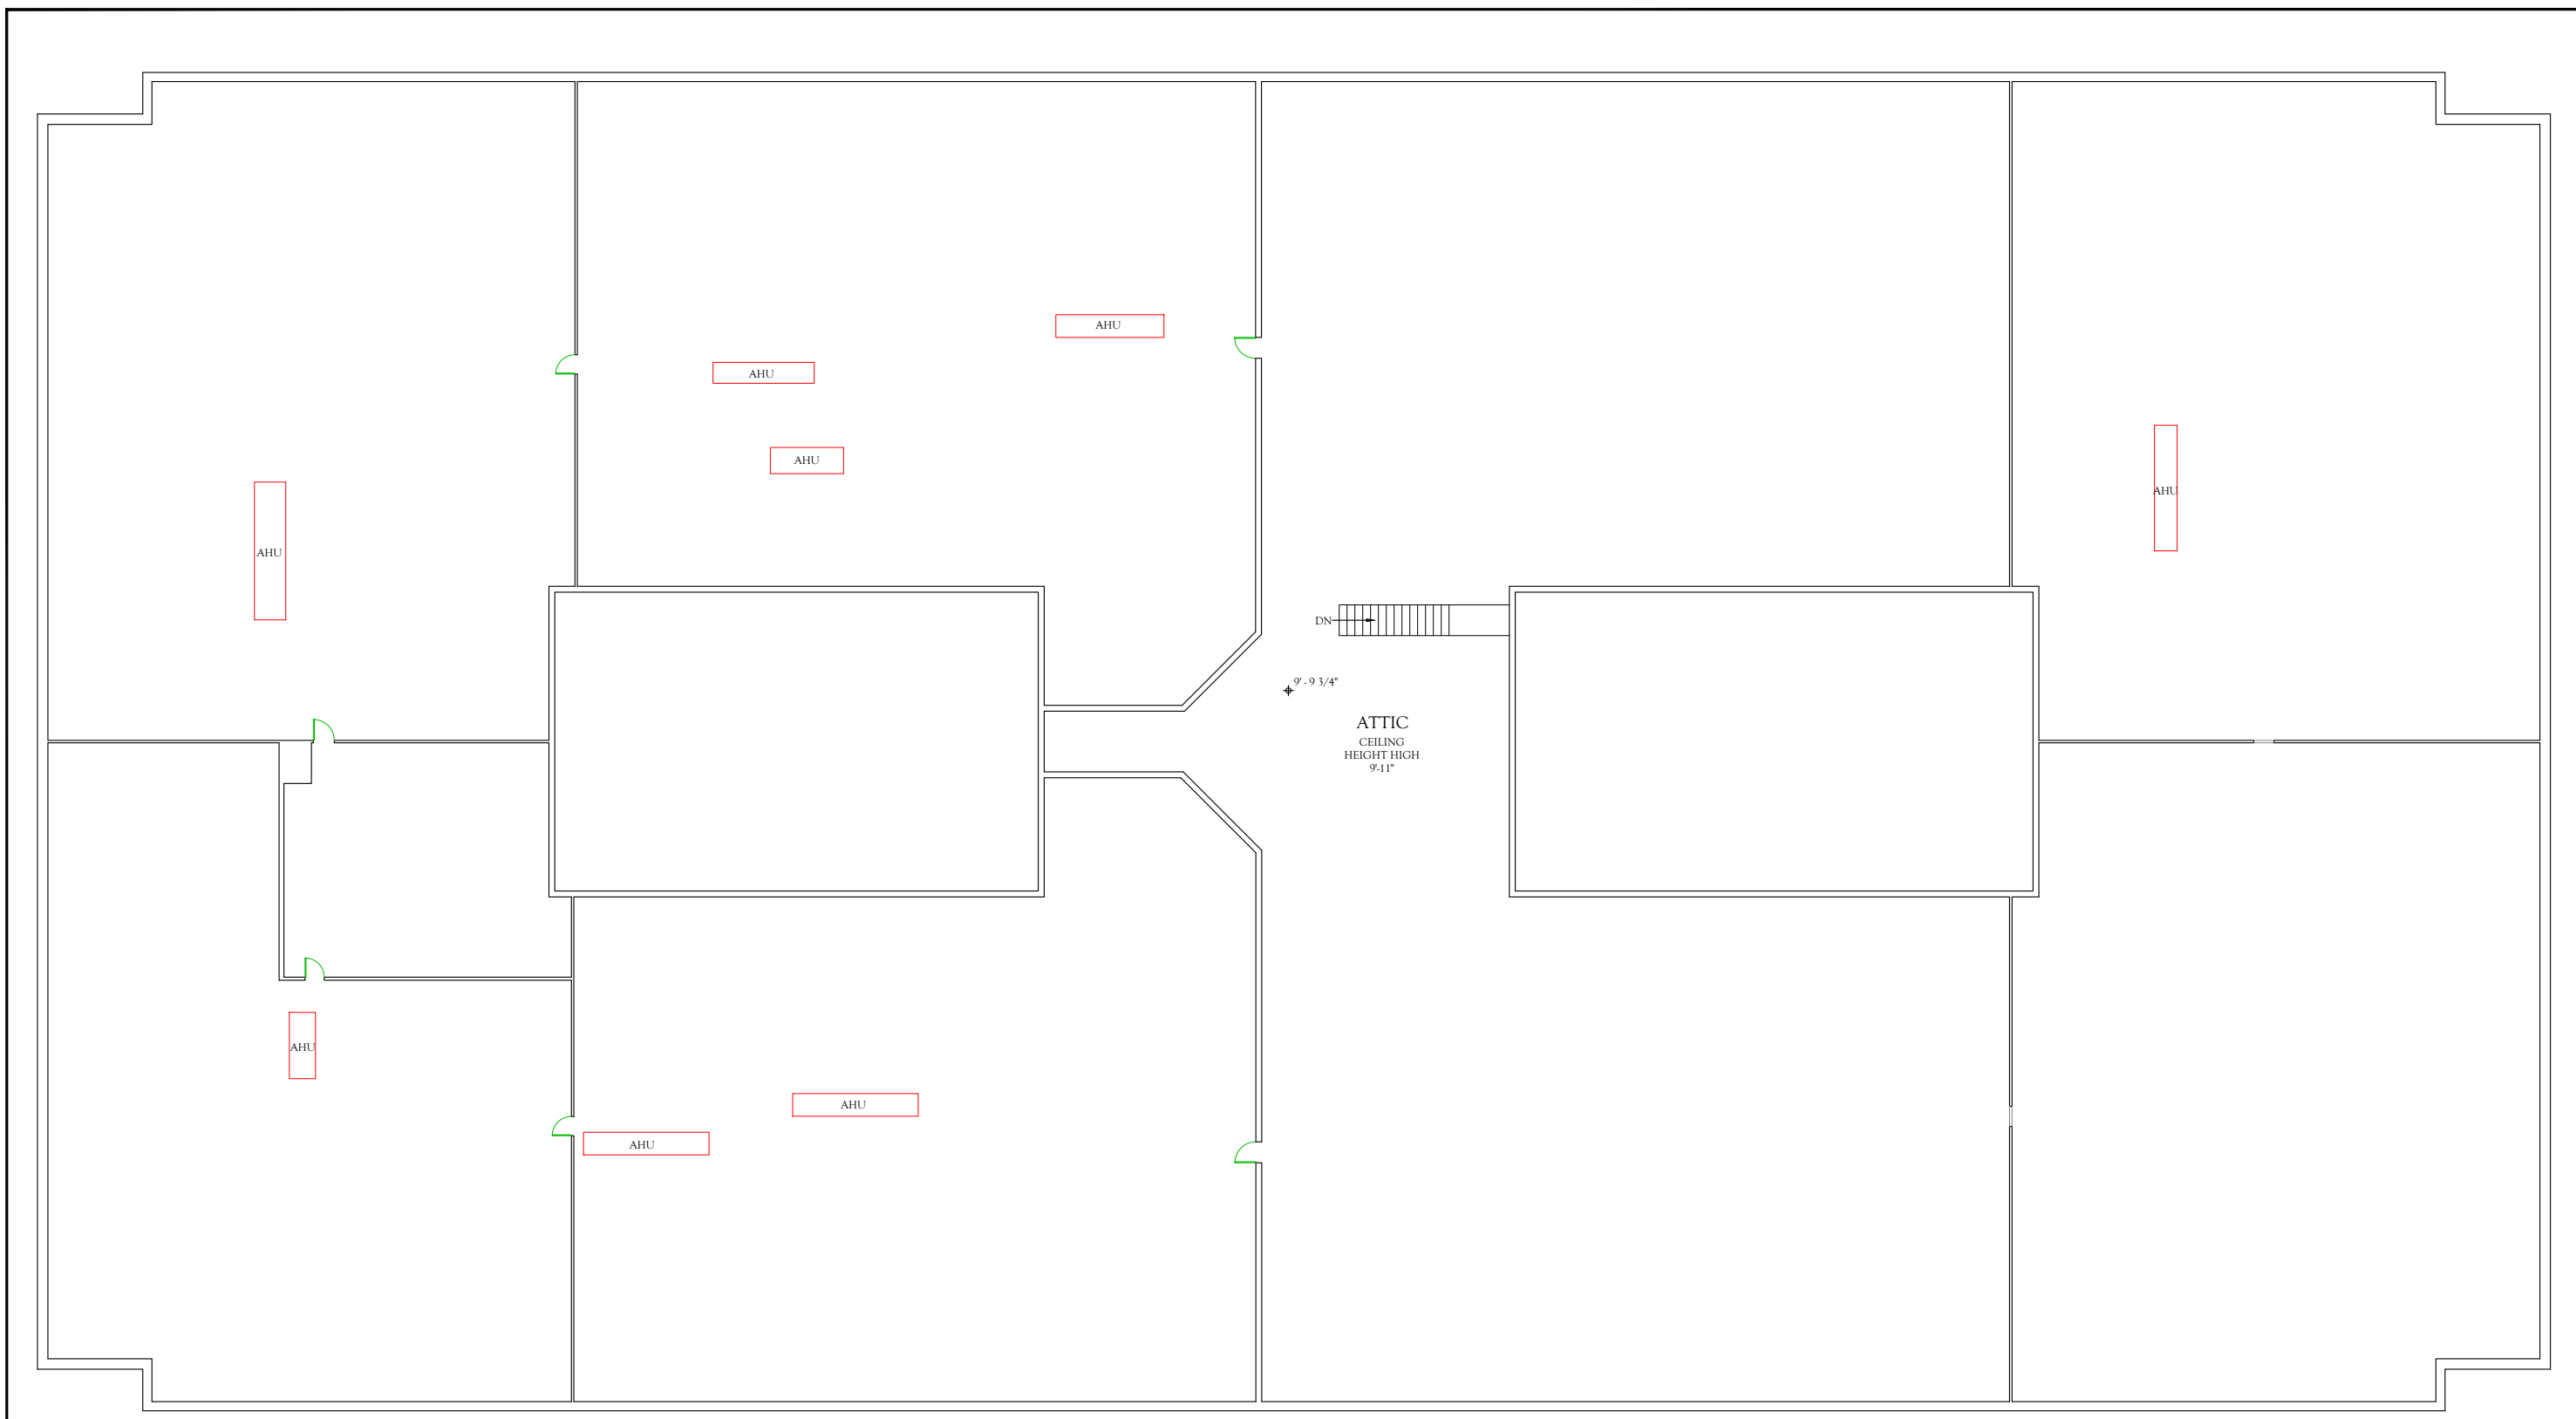 AHU
AHU
AHU
AHU
AHU
DN
9' - 9 3/4"
ATTIC
CEILING
HEIGHT HIGH
9'-11"
AHU
AHU
AHU